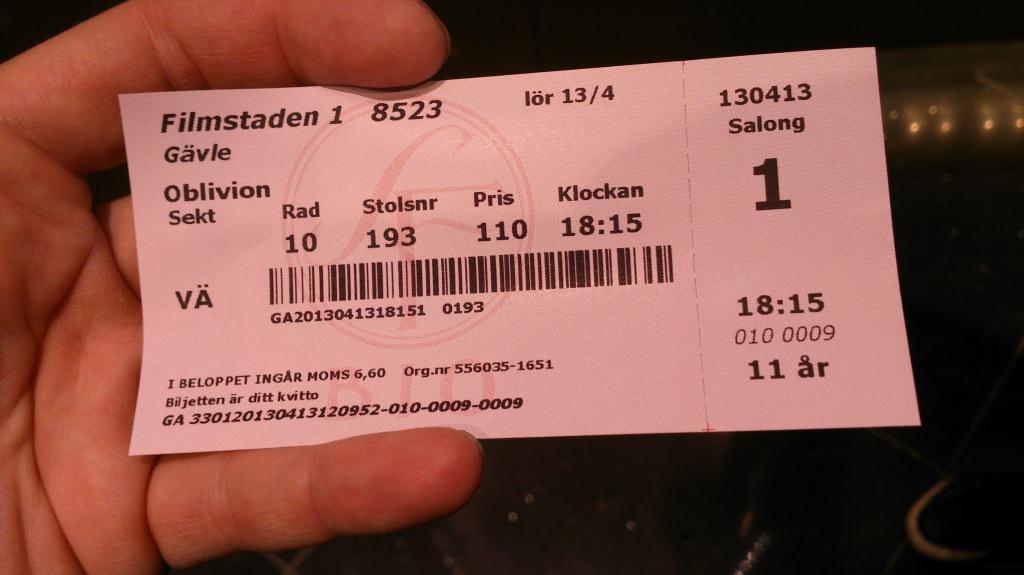 Filmstaden 1 8523 lör 13/4
Gävle
Oblivion
Sekt
Rad Stolsnr Pris Klockan
10 193 110 18:15
VÄ
GA2013041318151 0193
I BELOPPET INGÅR MOMS 6,60 Org.nr 556035-1651
Biljetten är ditt kvitto
GA 330120130413120952-010-0009-0009
130413
Salong
1
18:15
010 0009
11 år